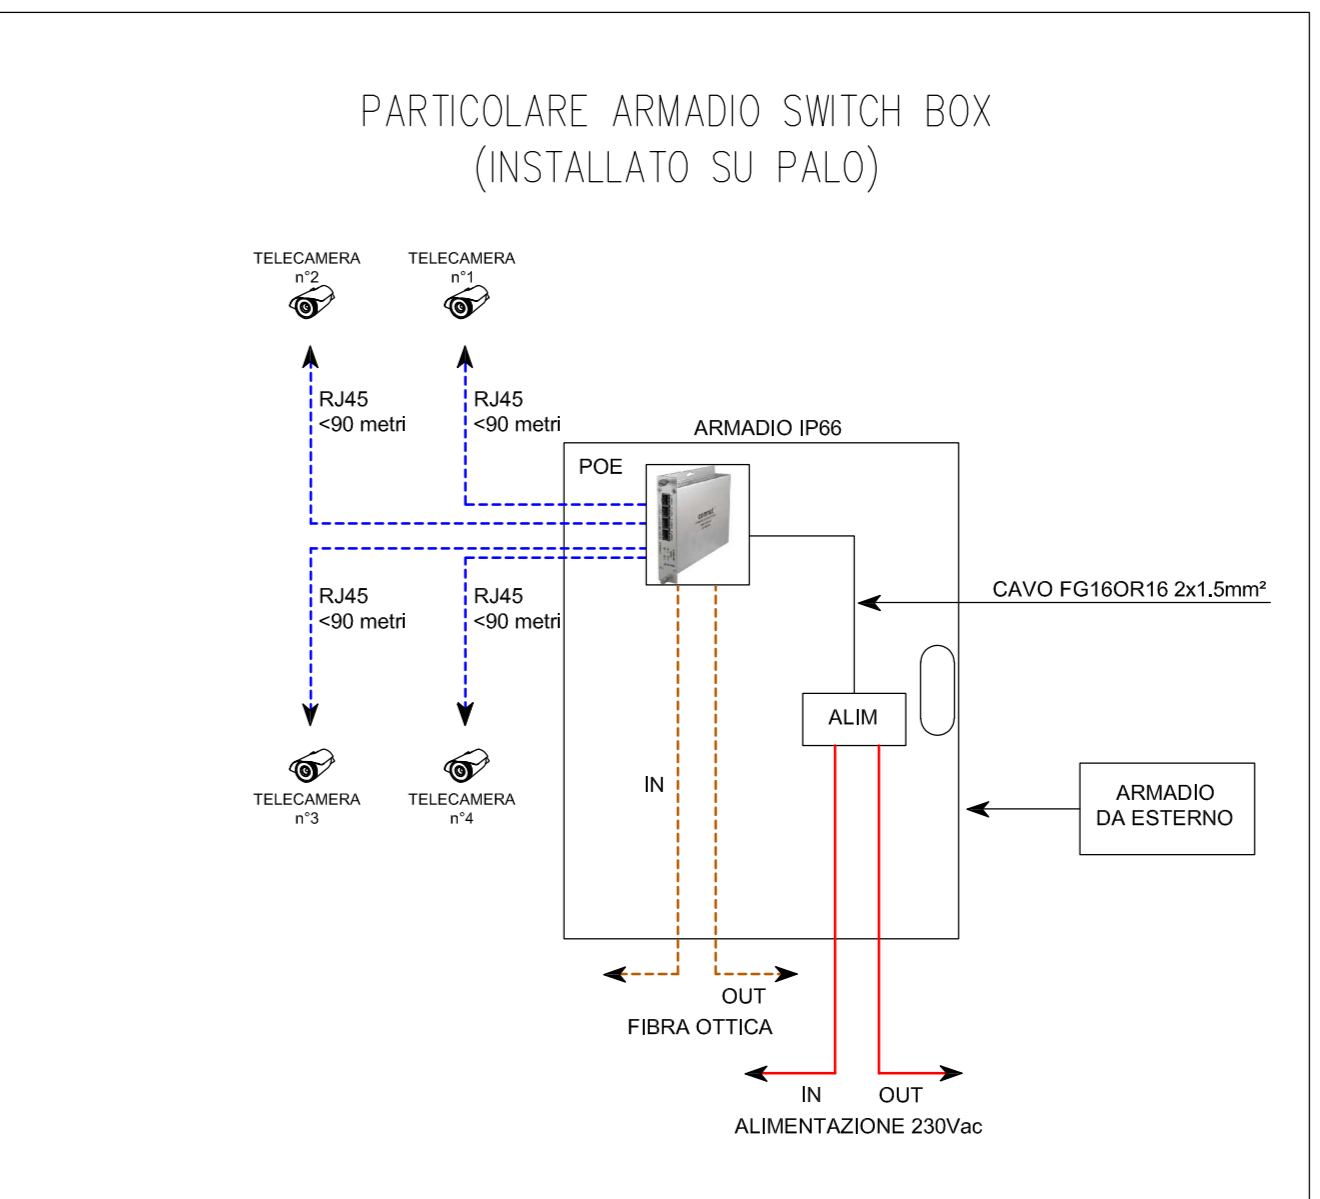 PARTICOLARE ARMADIO SWITCH BOX
(INSTALLATO SU PALO)
TELECAMERA
n°2
TELECAMERA
n°1
RJ45
<90 metri
RJ45
<90 metri
ARMADIO IP66
POE
RJ45
<90 metri
RJ45
<90 metri
CAVO FG16OR16 2x1.5mm²
ALIM
TELECAMERA
n°3
TELECAMERA
n°4
IN
ARMADIO
DA ESTERNO
OUT
FIBRA OTTICA
IN
OUT
ALIMENTAZIONE 230Vac